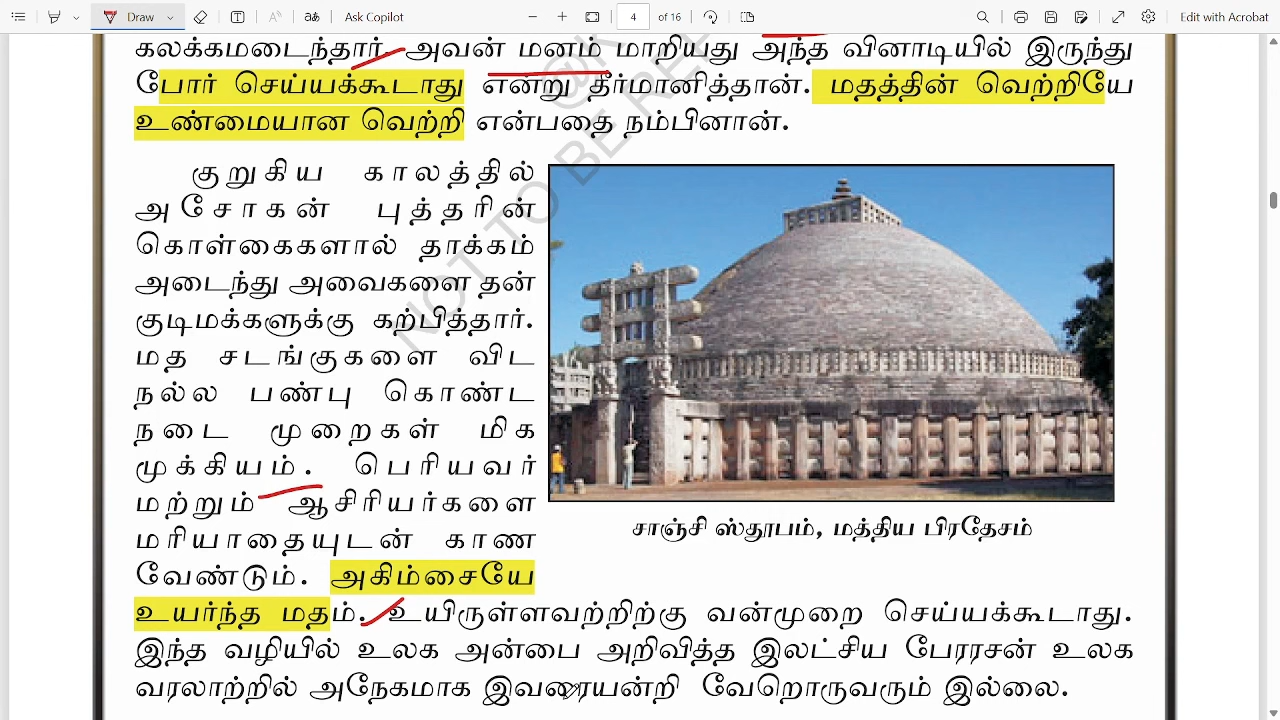 Draw
Ask Copilot
4 of 16
Edit with Acrobat
கலக்கமடைந்தார். அவன் மனம் மாறியது அந்த வினாடியில் இருந்து
போர் செய்யக்கூடாது என்று தீர்மானித்தான். மதத்தின் வெற்றியே
உண்மையான வெற்றி என்பதை நம்பினான்.
குறுகிய காலத்தில்
அசோகன் புத்தரின்
கொள்கைகளால் தாக்கம்
அடைந்து அவைகளை தன்
குடிமக்களுக்கு கற்பித்தார்.
மத சடங்குகளை விட
நல்ல பண்பு கொண்ட
நடை முறைகள் மிக
முக்கியம். பெரியவர்
மற்றும் ஆசிரியர்களை
மரியாதையுடன் காண
வேண்டும். அகிம்சையே
உயர்ந்த மதம். உயிருள்ளவற்றிற்கு வன்முறை செய்யக்கூடாது.
இந்த வழியில் உலக அன்பை அறிவித்த இலட்சிய பேரரசன் உலக
வரலாற்றில் அநேகமாக இவரையன்றி வேறொருவரும் இல்லை.
சாஞ்சி ஸ்தூபம், மத்திய பிரதேசம்
NOT TO BE RE